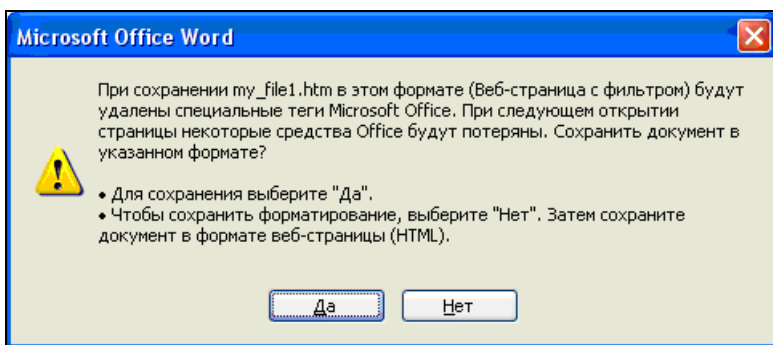 Microsoft Office Word
При сохранении my_file1.htm в этом формате (Веб-страница с фильтром) будут
удалены специальные теги Microsoft Office. При следующем открытии
страницы некоторые средства Office будут потеряны. Сохранить документ в
указанном формате?
• Для сохранения выберите "Да".
• Чтобы сохранить форматирование, выберите "Нет". Затем сохраните
документ в формате веб-страницы (HTML).
Да
Нет